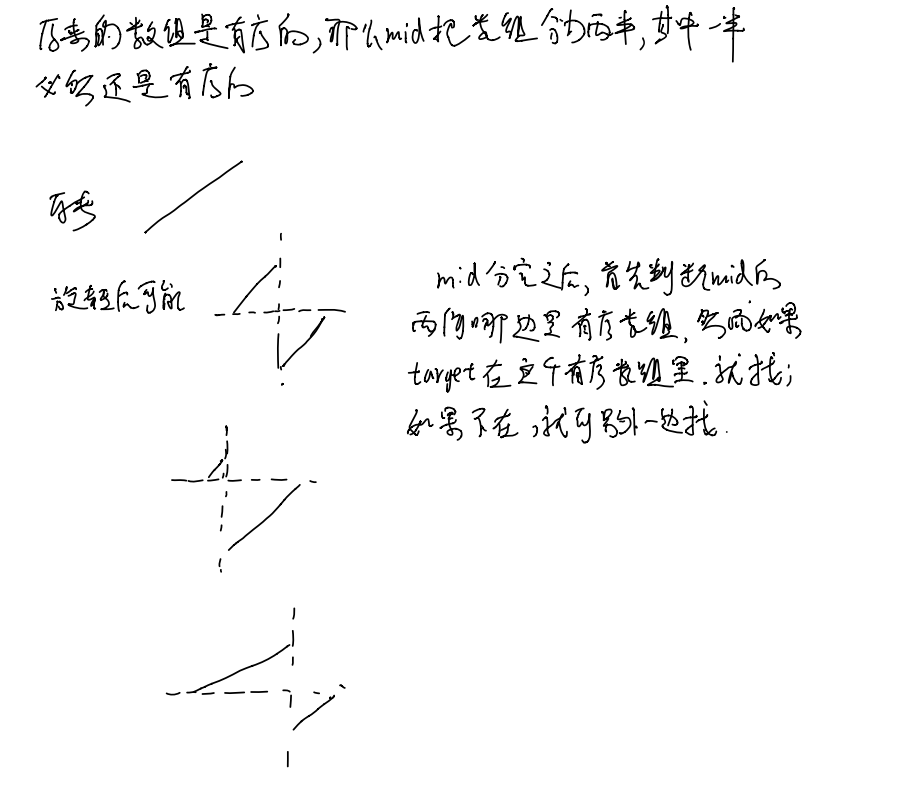 原来的数组是有序的,那么mid把数组分为两半,其中一半
必然还是有序的
原来
旋转后可能
mid分完之后,首先判断mid的
两侧哪边是有序数组,然而如果
target在这个有序数组里.就找;
如果不在,就到另外一边找.